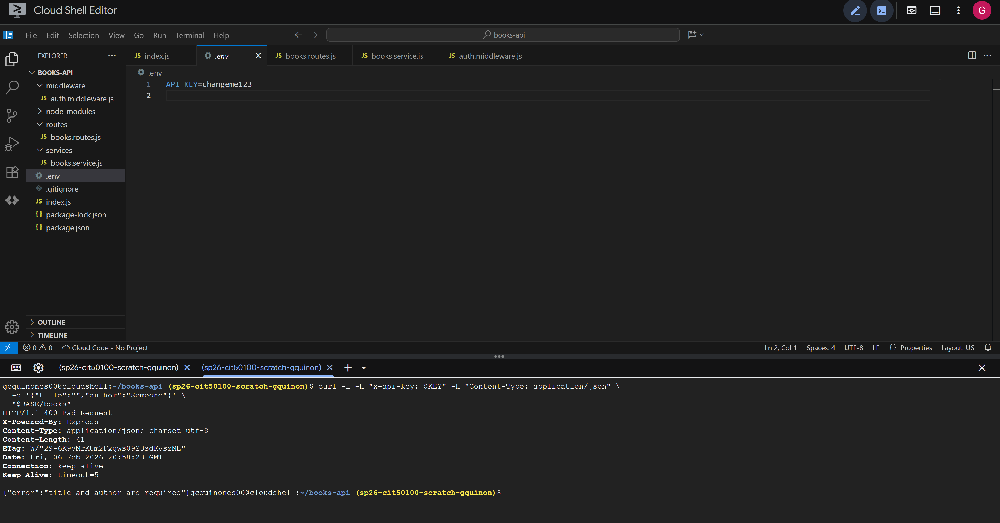 Cloud Shell Editor
G
File Edit Selection View Go Run Terminal Help
books-api
EXPLORER
JS index.js
.env
JS books.routes.js
JS books.service.js
JS auth.middleware.js
BOOKS-API
middleware
JS auth.middleware.js
node_modules
routes
JS books.routes.js
services
JS books.service.js
.env
.gitignore
JS index.js
{} package-lock.json
{} package.json
OUTLINE
TIMELINE
.env
1 API_KEY=changeme123
2
0 0 Cloud Code - No Project
Ln 2, Col 1 Spaces: 4 UTF-8 LF {} Properties Layout: US
(sp26-cit50100-scratch-gquinon) (sp26-cit50100-scratch-gquinon)
gcquinones00@cloudshell:~/books-api (sp26-cit50100-scratch-gquinon)$ curl -i -H "x-api-key: $KEY" -H "Content-Type: application/json" \
-d '{"title":"","author":"Someone"}' \
"$BASE/books"
HTTP/1.1 400 Bad Request
X-Powered-By: Express
Content-Type: application/json; charset=utf-8
Content-Length: 41
ETag: W/"29-6K9VMrKUm2Fxgws09Z3sdKvszME"
Date: Fri, 06 Feb 2026 20:58:23 GMT
Connection: keep-alive
Keep-Alive: timeout=5
{"error":"title and author are required"}gcquinones00@cloudshell:~/books-api (sp26-cit50100-scratch-gquinon)$